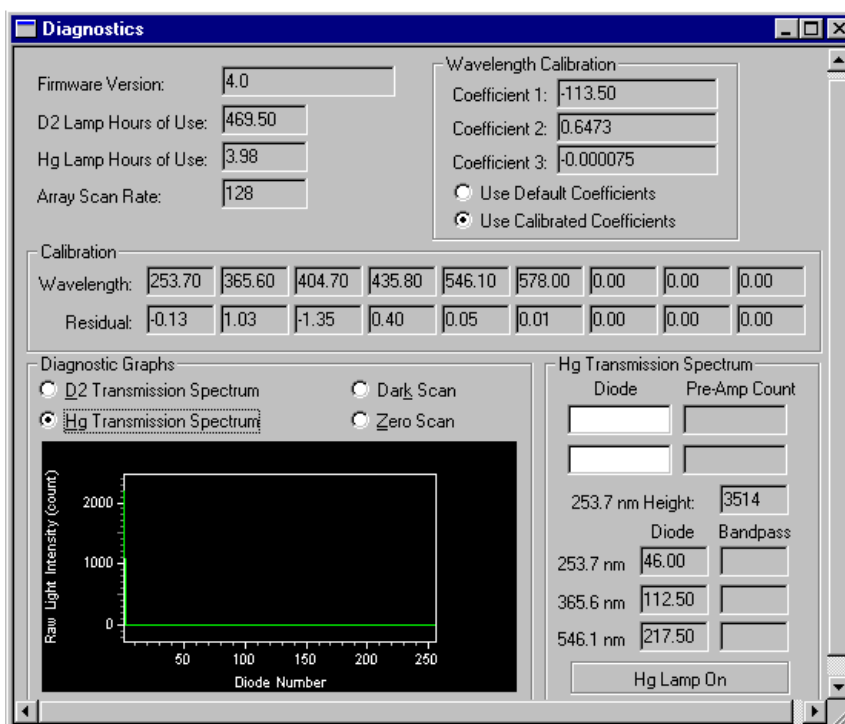 Diagnostics
Firmware Version: 4.0
D2 Lamp Hours of Use: 469.50
Hg Lamp Hours of Use: 3.98
Array Scan Rate: 128
Wavelength Calibration
Coefficient 1: -113.50
Coefficient 2: 0.6473
Coefficient 3: -0.000075
Use Default Coefficients
Use Calibrated Coefficients
Calibration
Wavelength: 253.70 365.60 404.70 435.80 546.10 578.00 0.00 0.00 0.00
Residual: -0.13 1.03 -1.35 0.40 0.05 0.01 0.00 0.00 0.00
Diagnostic Graphs
D2 Transmission Spectrum Dark Scan
Hg Transmission Spectrum Zero Scan
Raw Light Intensity (count)
2000
1000
0
50 100 150 200 250
Diode Number
Hg Transmission Spectrum
Diode Pre-Amp Count
253.7 nm Height: 3514
Diode Bandpass
253.7 nm 46.00
365.6 nm 112.50
546.1 nm 217.50
Hg Lamp On